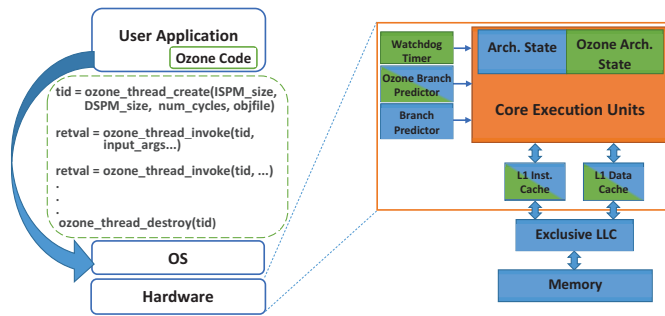 User Application
Ozone Code
tid = ozone_thread_create(ISPM_size,
DSPM_size, num_cycles, objfile)
retval = ozone_thread_invoke(tid,
input_args...)
retval = ozone_thread_invoke(tid, ...)
.
.
.
ozone_thread_destroy(tid)
OS
Hardware
Watchdog
Timer
Ozone Branch
Predictor
Branch
Predictor
Arch. State
Ozone Arch.
State
Core Execution Units
L1 Inst.
Cache
L1 Data
Cache
Exclusive LLC
Memory